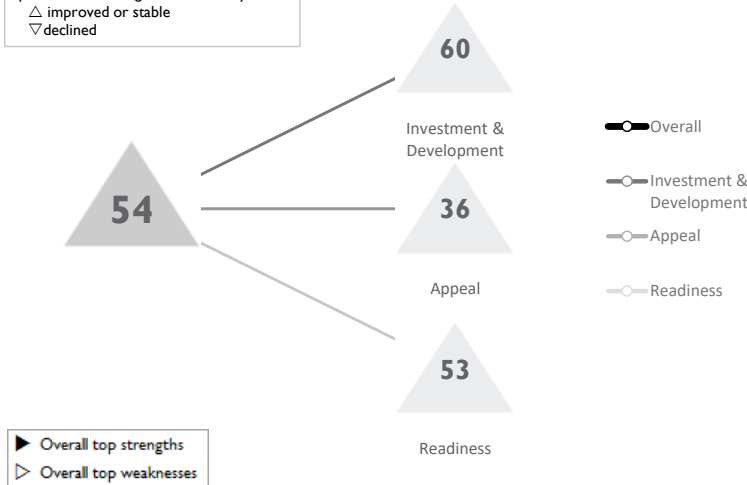 △ improved or stable
▽ declined
60
Investment &
Development
54
36
Appeal
53
Readiness
Overall
Investment &
Development
Appeal
Readiness
▶ Overall top strengths
▷ Overall top weaknesses